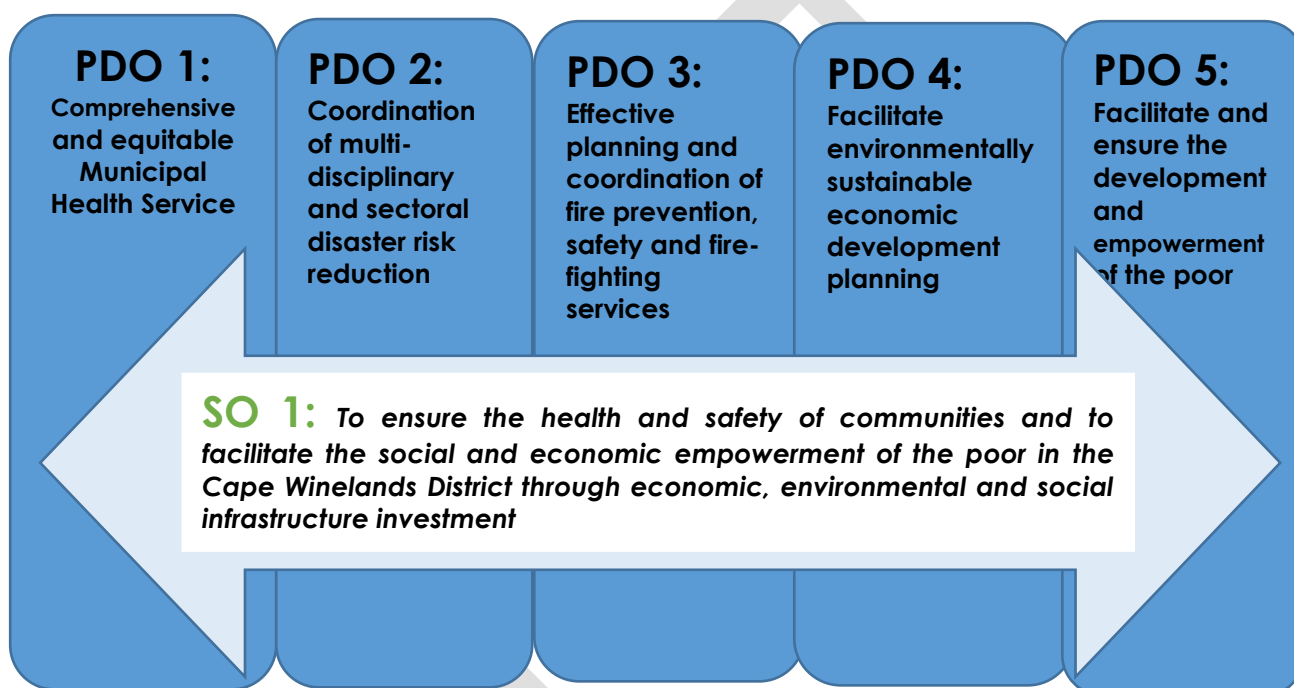 PDO 1:
Comprehensive
and equitable
Municipal
Health Service
PDO 2:
Coordination
of multi-
disciplinary
and sectoral
disaster risk
reduction
PDO 3:
Effective
planning and
coordination of
fire prevention,
safety and fire-
fighting
services
PDO 4:
Facilitate
environmentally
sustainable
economic
development
planning
PDO 5:
Facilitate and
ensure the
development
and
empowerment
of the poor
SO 1: To ensure the health and safety of communities and to
facilitate the social and economic empowerment of the poor in the
Cape Winelands District through economic, environmental and social
infrastructure investment